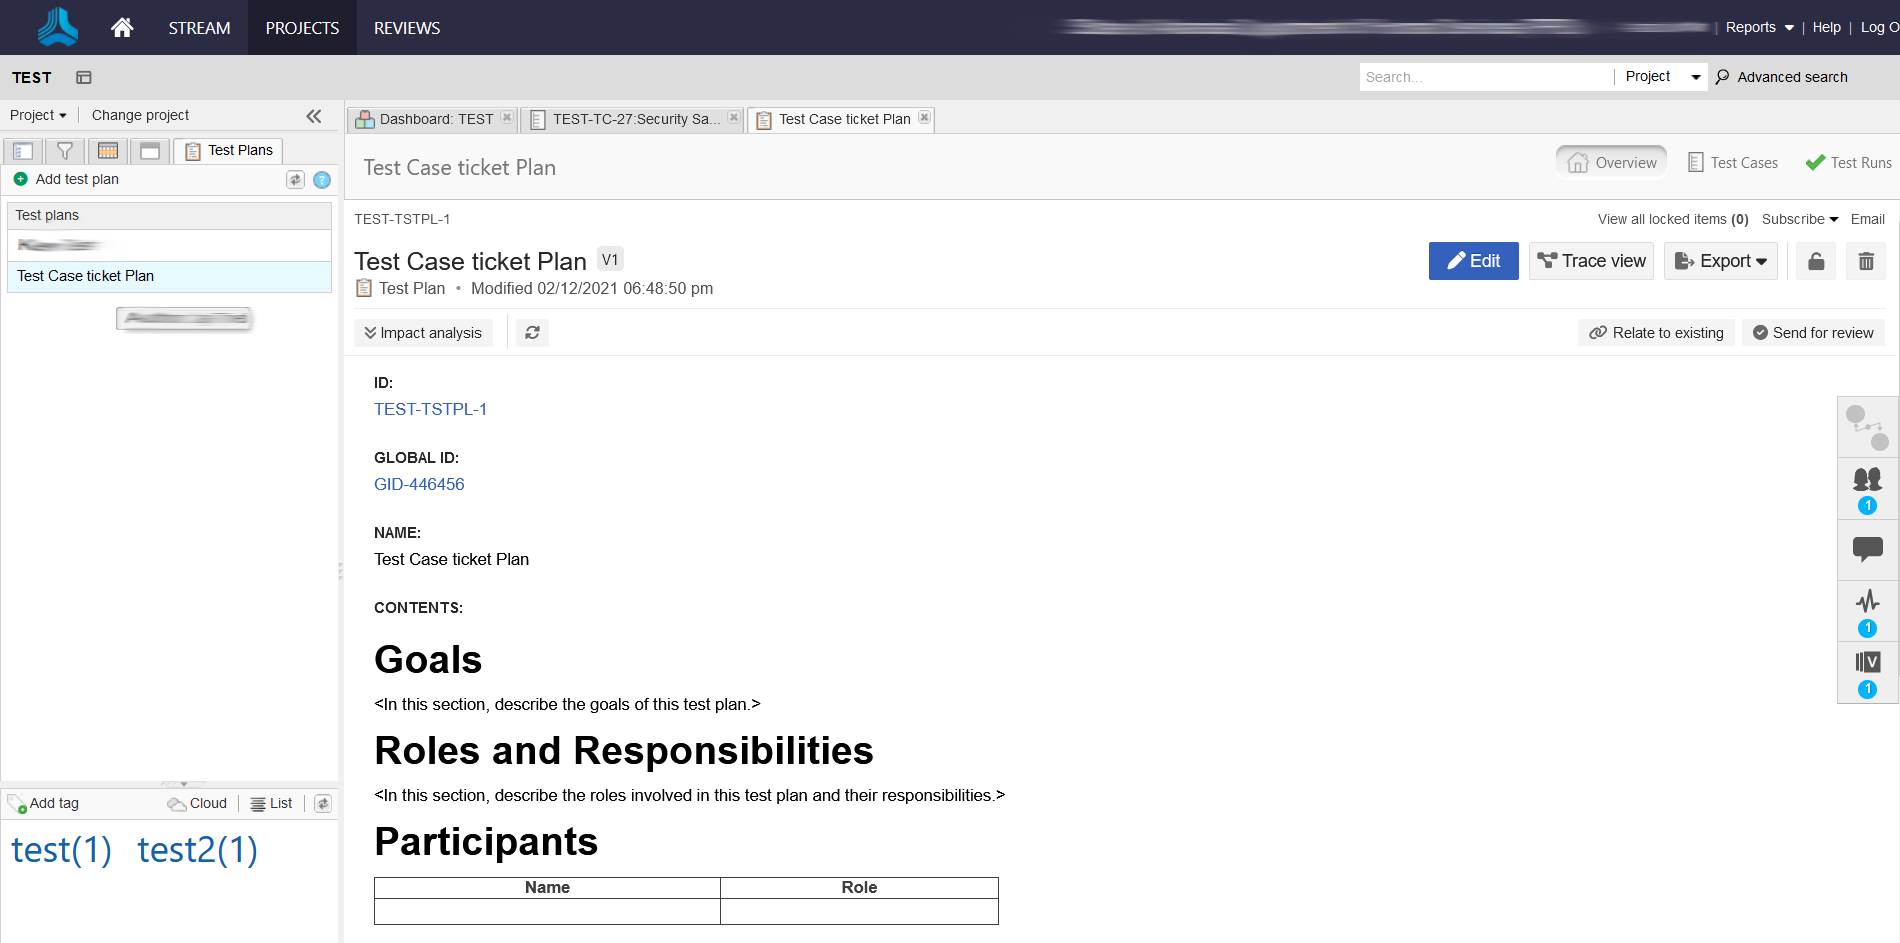 STREAM PROJECTS REVIEWS Reports | Help | Log O
TEST Search... Project Advanced search
Project Change project
Dashboard: TEST TEST-TC-27:Security Sa... Test Case ticket Plan
Test Plans
Test Case ticket Plan Overview Test Cases Test Runs
Add test plan ?
Test plans
Test Case ticket Plan
TEST-TSTPL-1 View all locked items (0) Subscribe Email
Test Case ticket Plan V1 Edit Trace view Export
Test Plan • Modified 02/12/2021 06:48:50 pm
Impact analysis Relate to existing Send for review
ID:
TEST-TSTPL-1
GLOBAL ID:
GID-446456
NAME:
Test Case ticket Plan
CONTENTS:
Goals
<In this section, describe the goals of this test plan.>
Roles and Responsibilities
<In this section, describe the roles involved in this test plan and their responsibilities.>
Participants
Name Role
1
1
V
1
Add tag Cloud List
test(1) test2(1)